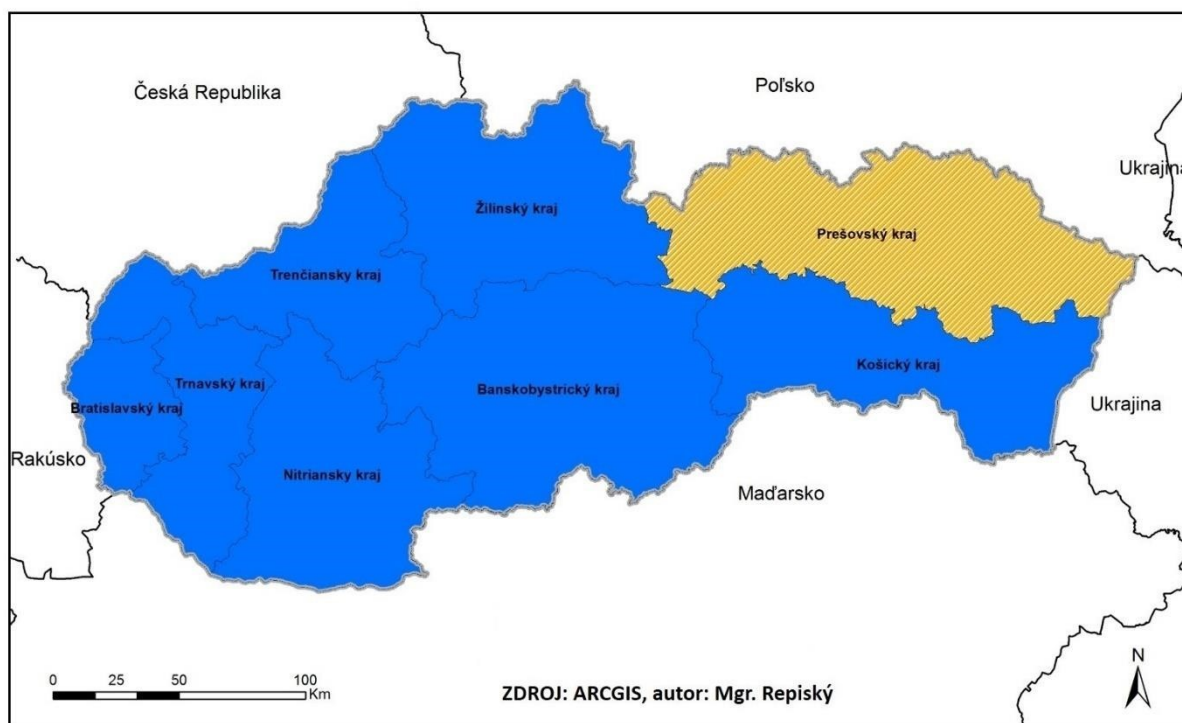 Česká Republika
Poľsko
Ukrajina
Žilinský kraj
Prešovský kraj
Trenčiansky kraj
Trnavský kraj
Bratislavský kraj
Banskobystrický kraj
Košický kraj
Ukrajina
Rakúsko
Nitriansky kraj
Maďarsko
0 25 50 100
Km
ZDROJ: ARCGIS, autor: Mgr. Repiský
N